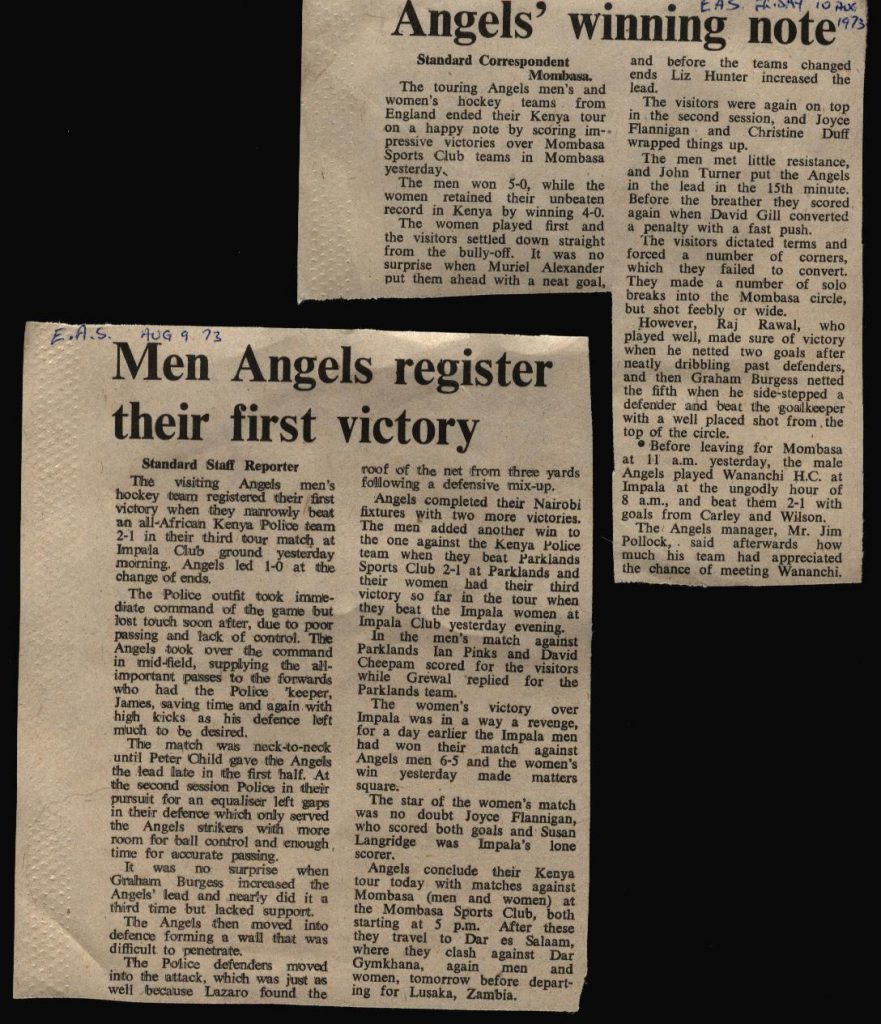 E.A.S. FRIDAY 10 AUG
1973
Angels' winning note
Standard Correspondent
Mombasa.
The touring Angels men's and
women's hockey teams from
England ended their Kenya tour
on a happy note by scoring im-
pressive victories over Mombasa
Sports Club teams in Mombasa
yesterday.
The men won 5-0, while the
women retained their unbeaten
record in Kenya by winning 4-0.
The women played first and
the visitors settled down straight
from the bully-off. It was no
surprise when Muriel Alexander
put them ahead with a neat goal,
and before the teams changed
ends Liz Hunter increased the
lead.
The visitors were again on top
in the second session, and Joyce
Flannigan and Christine Duff
wrapped things up.
The men met little resistance,
and John Turner put the Angels
in the lead in the 15th minute.
Before the breather they scored
again when David Gill converted
a penalty with a fast push.
The visitors dictated terms and
forced a number of corners,
which they failed to convert.
They made a number of solo
breaks into the Mombasa circle,
but shot feebly or wide.
However, Raj Rawal, who
played well, made sure of victory
when he netted two goals after
neatly dribbling past defenders,
and then Graham Burgess netted
the fifth when he side-stepped a
defender and beat the goalkeeper
with a well placed shot from the
top of the circle.
• Before leaving for Mombasa
at 11 a.m. yesterday, the male
Angels played Wananchi H.C. at
Impala at the ungodly hour of
8 a.m., and beat them 2-1 with
goals from Carley and Wilson.
The Angels manager, Mr. Jim
Pollock, said afterwards how
much his team had appreciated
the chance of meeting Wananchi.
E.A.S. AUG 9 73
Men Angels register
their first victory
Standard Staff Reporter
The visiting Angels men's
hockey team registered their first
victory when they narrowly beat
an all-African Kenya Police team
2-1 in their third tour match at
Impala Club ground yesterday
morning. Angels led 1-0 at the
change of ends.
The Police outfit took imme-
diate command of the game but
lost touch soon after, due to poor
passing and lack of control. The
Angels took over the command
in mid-field, supplying the all-
important passes to the forwards
who had the Police 'keeper,
James, saving time and again with
high kicks as his defence left
much to be desired.
The match was neck-to-neck
until Peter Child gave the Angels
the lead late in the first half. At
the second session Police in their
pursuit for an equaliser left gaps
in their defence which only served
the Angels strikers with more
room for ball control and enough
time for accurate passing.
It was no surprise when
Graham Burgess increased the
Angels' lead and nearly did it a
third time but lacked support.
The Angels then moved into
defence forming a wall that was
difficult to penetrate.
The Police defenders moved
into the attack, which was just as
well because Lazaro found the
roof of the net from three yards
following a defensive mix-up.
Angels completed their Nairobi
fixtures with two more victories.
The men added another win to
the one against the Kenya Police
team when they beat Parklands
Sports Club 2-1 at Parklands and
their women had their third
victory so far in the tour when
they beat the Impala women at
Impala Club yesterday evening.
In the men's match against
Parklands Ian Pinks and David
Cheepam scored for the visitors
while Grewal replied for the
Parklands team.
The women's victory over
Impala was in a way a revenge,
for a day earlier the Impala men
had won their match against
Angels men 6-5 and the women's
win yesterday made matters
square.
The star of the women's match
was no doubt Joyce Flannigan,
who scored both goals and Susan
Langridge was Impala's lone
scorer.
Angels conclude their Kenya
tour today with matches against
Mombasa (men and women) at
the Mombasa Sports Club, both
starting at 5 p.m. After these
they travel to Dar es Salaam,
where they clash against Dar
Gymkhana, again men and
women, tomorrow before depart-
ing for Lusaka, Zambia.